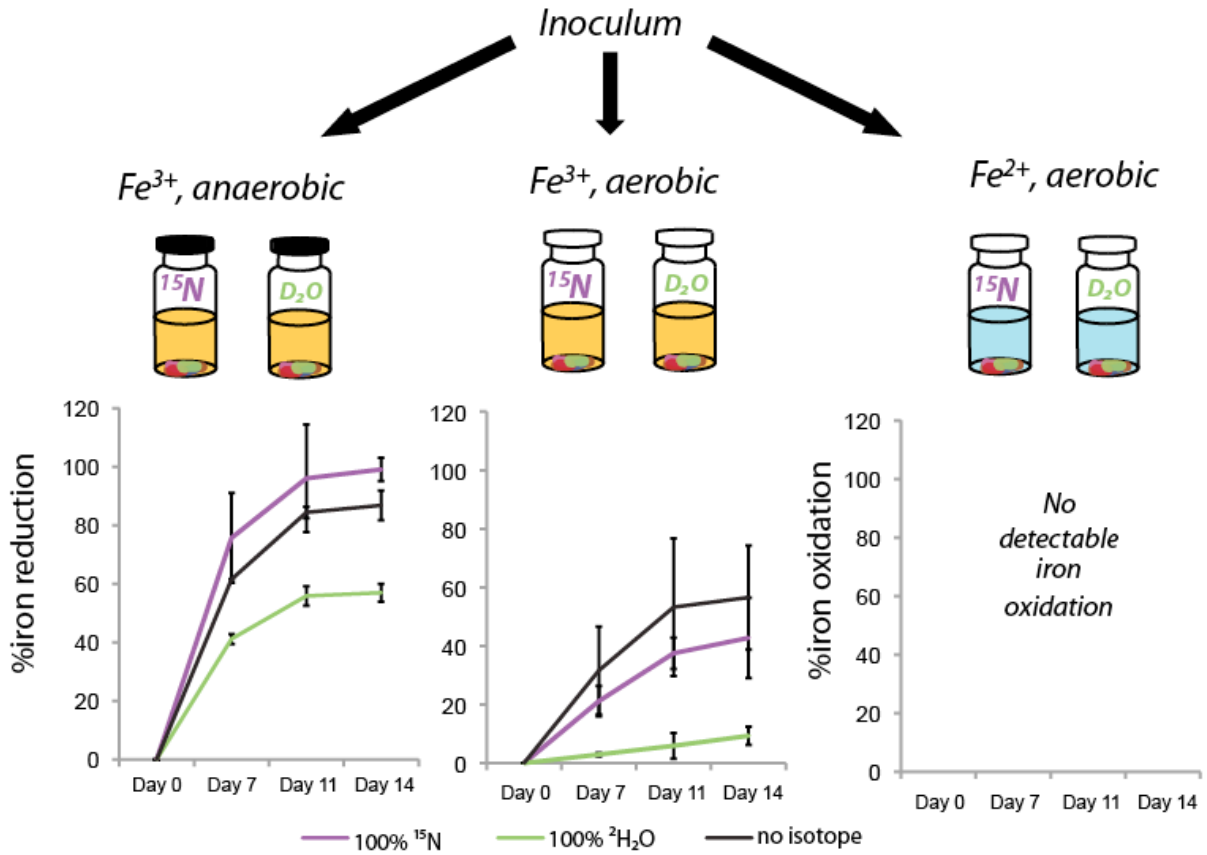 Inoculum
Fe³⁺, anaerobic
Fe³⁺, aerobic
Fe²⁺, aerobic
¹⁵N
D₂O
¹⁵N
D₂O
¹⁵N
D₂O
%iron reduction
120
100
80
60
40
20
0
Day 0 Day 7 Day 11 Day 14
120
100
80
60
40
20
0
Day 0 Day 7 Day 11 Day 14
%iron oxidation
120
100
80
60
40
20
0
No
detectable
iron
oxidation
Day 0 Day 7 Day 11 Day 14
100% ¹⁵N
100% ²H₂O
no isotope